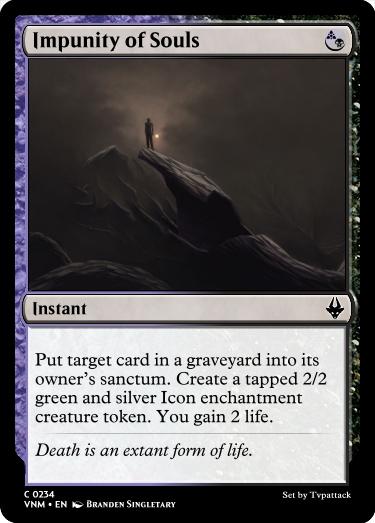 Impunity of Souls
Instant
Put target card in a graveyard into its
owner's sanctum. Create a tapped 2/2
green and silver Icon enchantment
creature token. You gain 2 life.
Death is an extant form of life.
C 0234
VNM • EN Branden Singletary
Set by Tvpattack